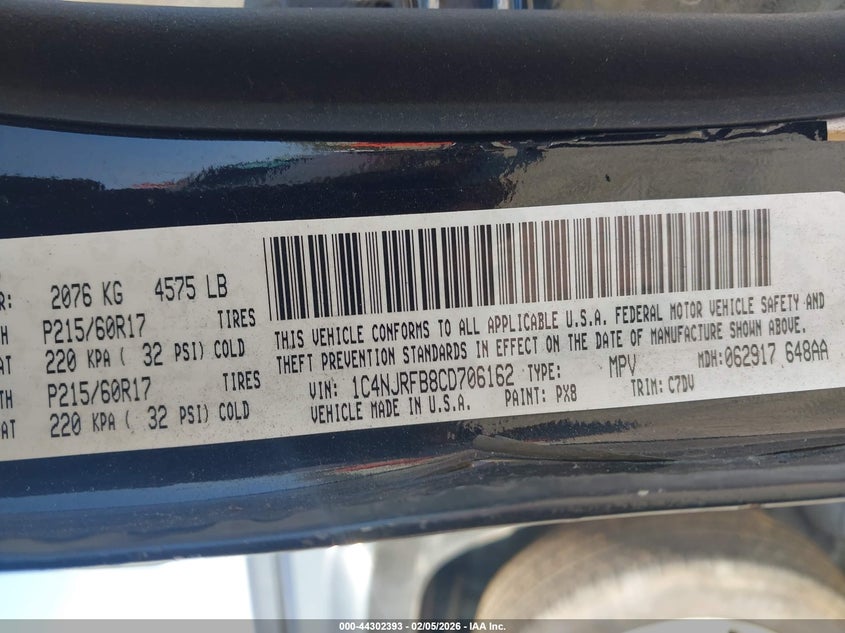 R: 2076 KG 4575 LB
TH P215/60R17 TIRES
AT 220 KPA ( 32 PSI) COLD
TH P215/60R17 TIRES
AT 220 KPA ( 32 PSI) COLD
THIS VEHICLE CONFORMS TO ALL APPLICABLE U.S.A. FEDERAL MOTOR VEHICLE SAFETY AND
THEFT PREVENTION STANDARDS IN EFFECT ON THE DATE OF MANUFACTURE SHOWN ABOVE.
VIN: 1C4NJRFB8CD706162 TYPE: MPV MDH:062917 648AA
VEHICLE MADE IN U.S.A. PAINT: PX8 TRIM: C7DV
000-44302393 - 02/05/2026 - IAA Inc.